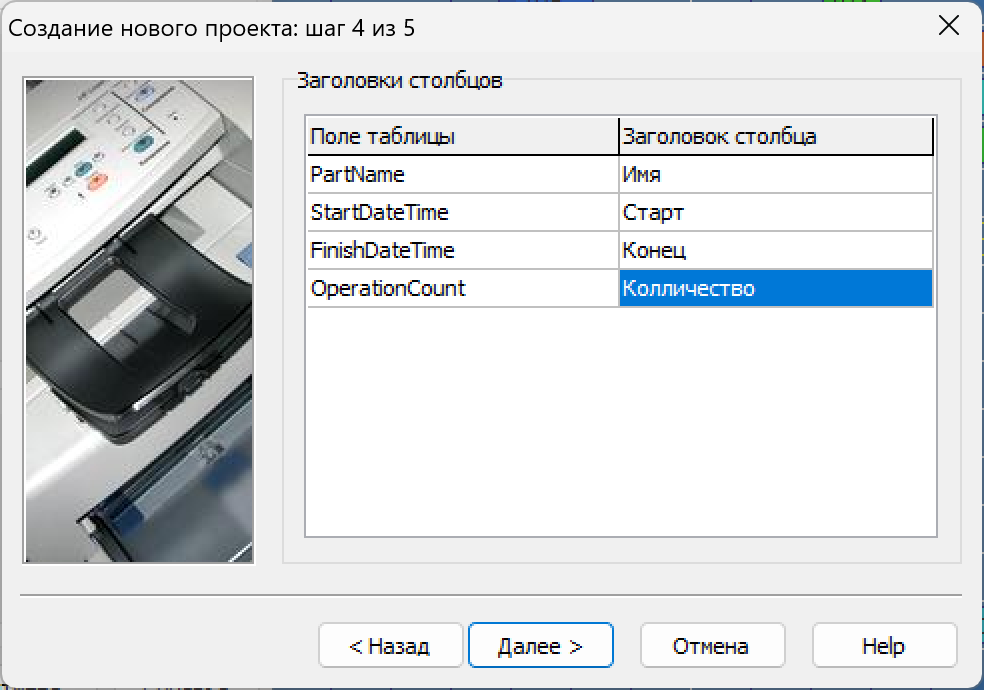 Создание нового проекта: шаг 4 из 5
Заголовки столбцов
Поле таблицы Заголовок столбца
PartName Имя
StartDateTime Старт
FinishDateTime Конец
OperationCount Колличество
< Назад Далее > Отмена Help